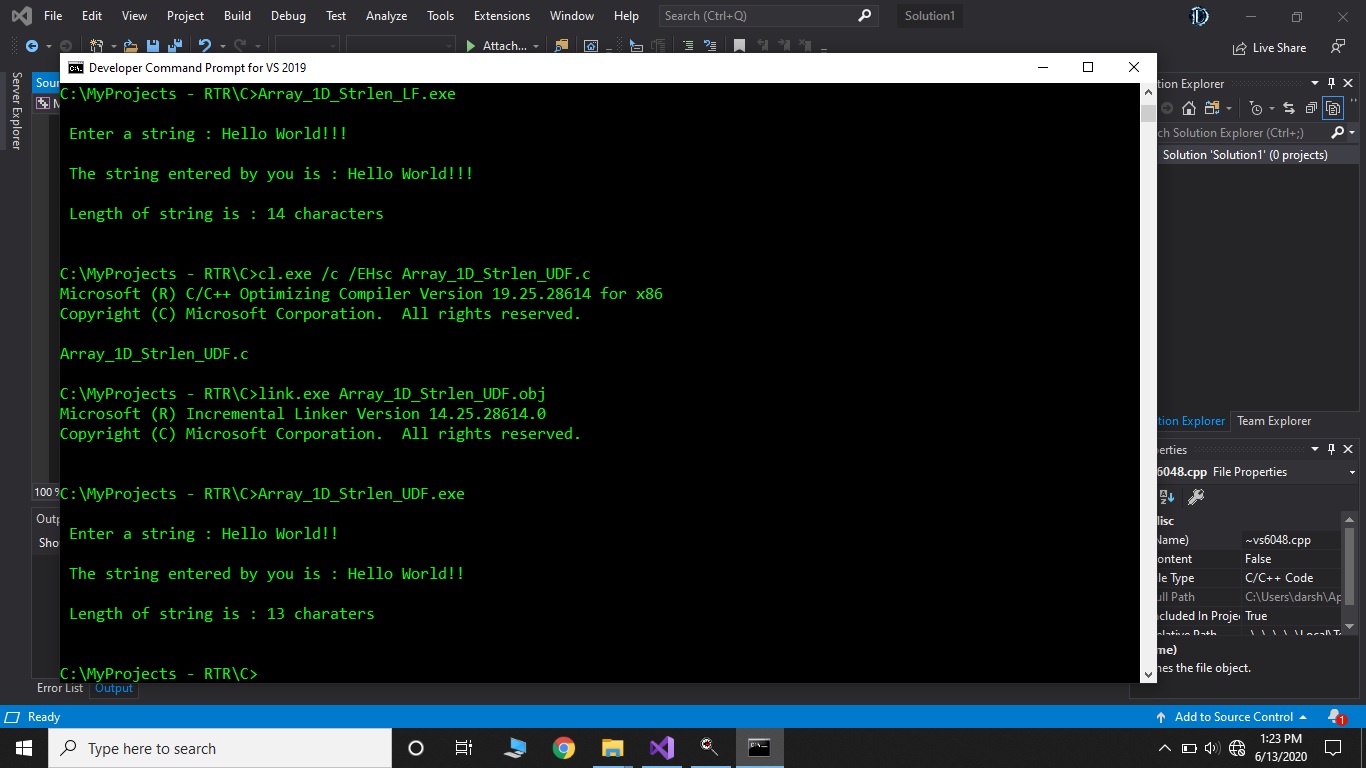 File Edit View Project Build Debug Test Analyze Tools Extensions Window Help Search (Ctrl+Q) Solution1
Attach... Live Share
Server Explorer
Developer Command Prompt for VS 2019
C:\MyProjects - RTR\C>Array_1D_Strlen_LF.exe
Enter a string : Hello World!!!
The string entered by you is : Hello World!!!
Length of string is : 14 characters
C:\MyProjects - RTR\C>cl.exe /c /EHsc Array_1D_Strlen_UDF.c
Microsoft (R) C/C++ Optimizing Compiler Version 19.25.28614 for x86
Copyright (C) Microsoft Corporation.  All rights reserved.
Array_1D_Strlen_UDF.c
C:\MyProjects - RTR\C>link.exe Array_1D_Strlen_UDF.obj
Microsoft (R) Incremental Linker Version 14.25.28614.0
Copyright (C) Microsoft Corporation.  All rights reserved.
C:\MyProjects - RTR\C>Array_1D_Strlen_UDF.exe
Enter a string : Hello World!!
The string entered by you is : Hello World!!
Length of string is : 13 charaters
C:\MyProjects - RTR\C>
Sour
100 %
Outp
Sho
Error List Output
tion Explorer
ch Solution Explorer (Ctrl+;)
Solution 'Solution1' (0 projects)
tion Explorer Team Explorer
erties
6048.cpp File Properties
isc
Name) ~vs6048.cpp
ontent False
le Type C/C++ Code
ull Path C:\Users\darsh\Ap
cluded In Proje True
me)
nes the file object.
Ready Add to Source Control 1
Type here to search
1:23 PM
6/13/2020